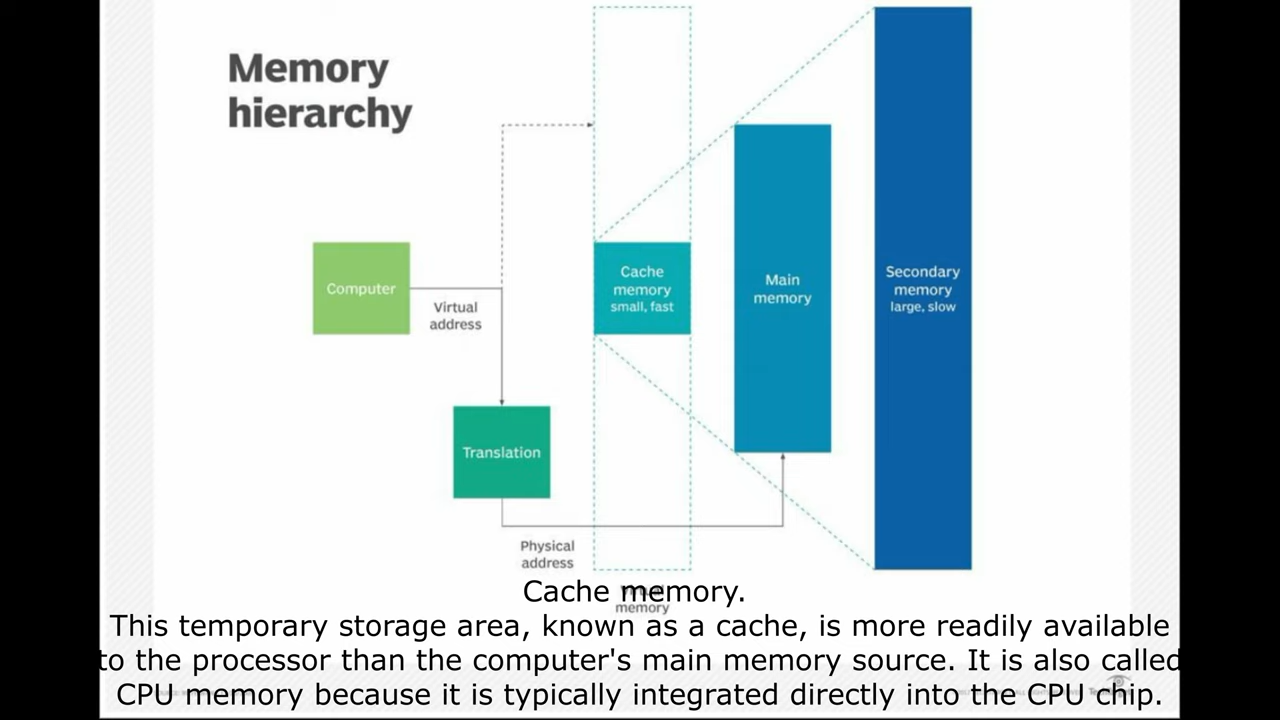 Memory
hierarchy
Computer
Virtual
address
Translation
Physical
address
Cache
memory
small, fast
Main
memory
Secondary
memory
large, slow
memory
Cache memory.
This temporary storage area, known as a cache, is more readily available
to the processor than the computer's main memory source. It is also called
CPU memory because it is typically integrated directly into the CPU chip.